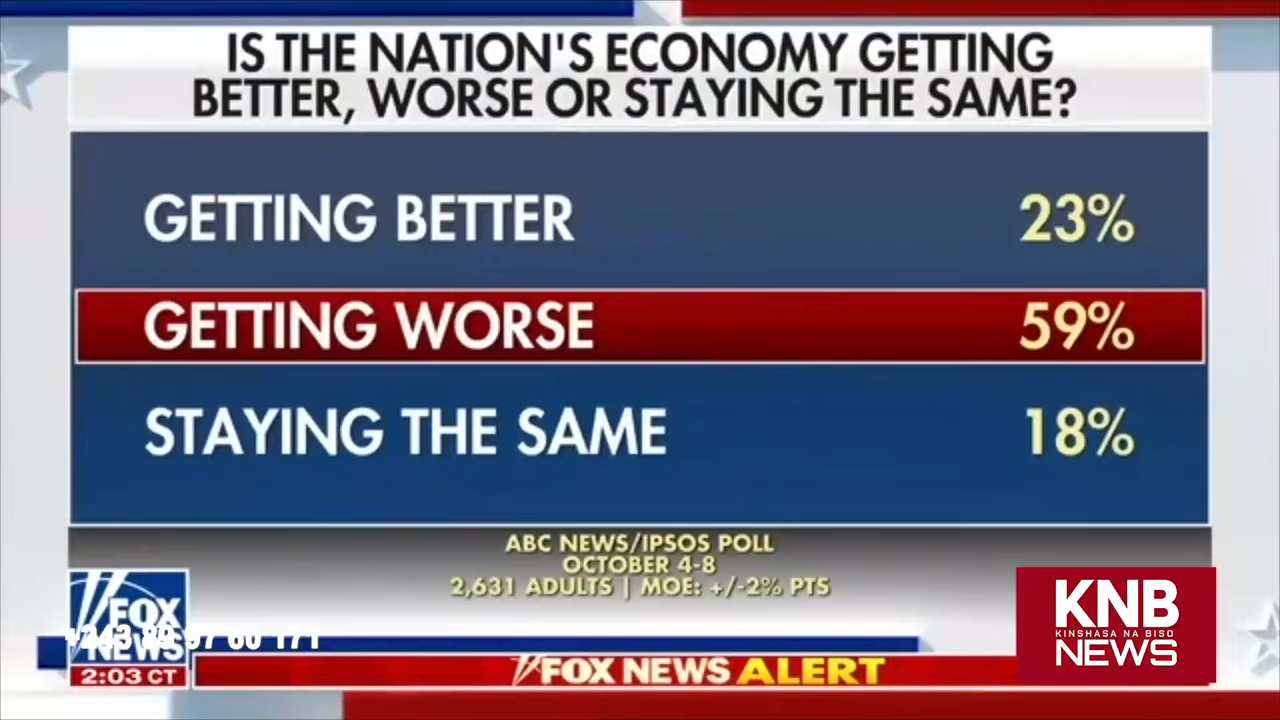 IS THE NATION'S ECONOMY GETTING
BETTER, WORSE OR STAYING THE SAME?
GETTING BETTER 23%
GETTING WORSE 59%
STAYING THE SAME 18%
ABC NEWS/IPSOS POLL
OCTOBER 4-8
2,631 ADULTS | MOE: +/-2% PTS
FOX
NEWS
2:03 CT
FOX NEWS ALERT
KNB
KINSHASA NA BISO
NEWS